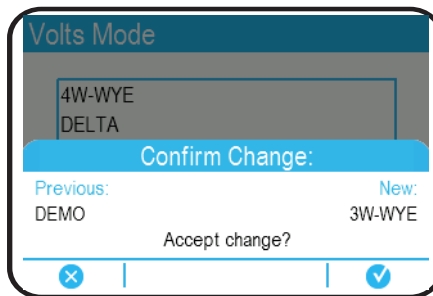 Volts Mode
4W-WYE
DELTA
Confirm Change:
Previous: New:
DEMO 3W-WYE
Accept change?